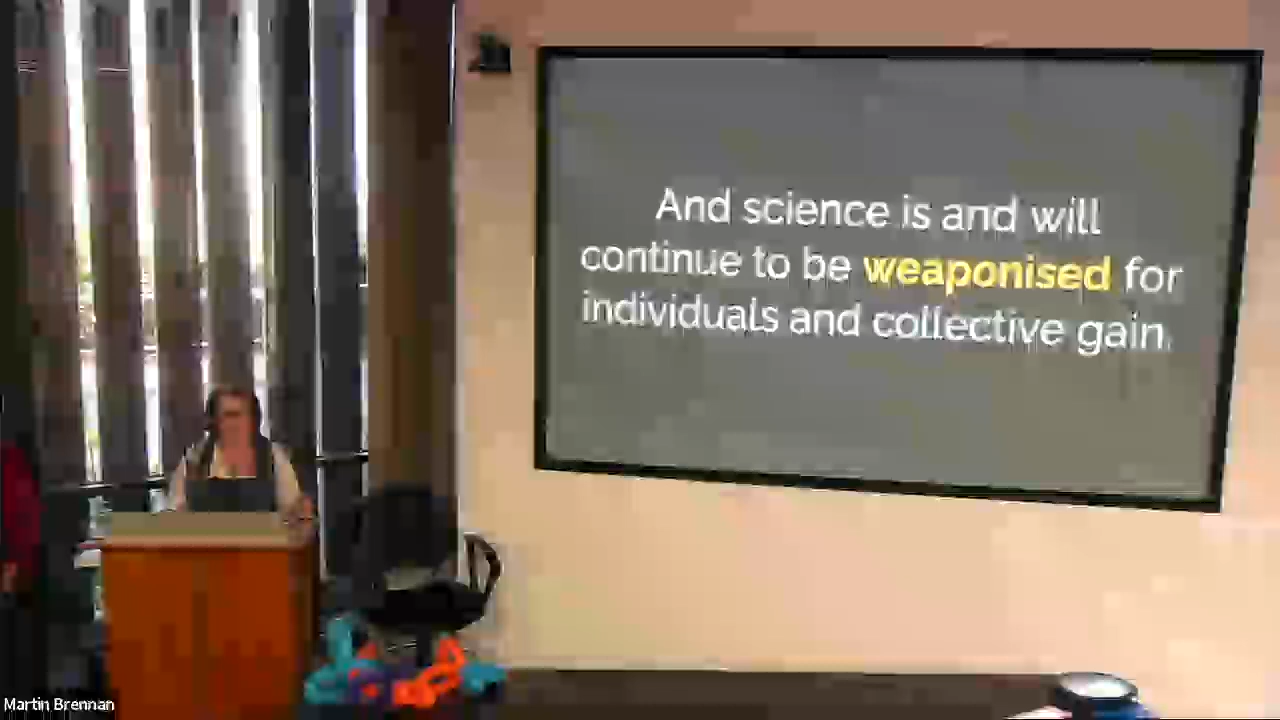 And science is and will
continue to be weaponised for
individuals and collective gain.
Martin Brennan